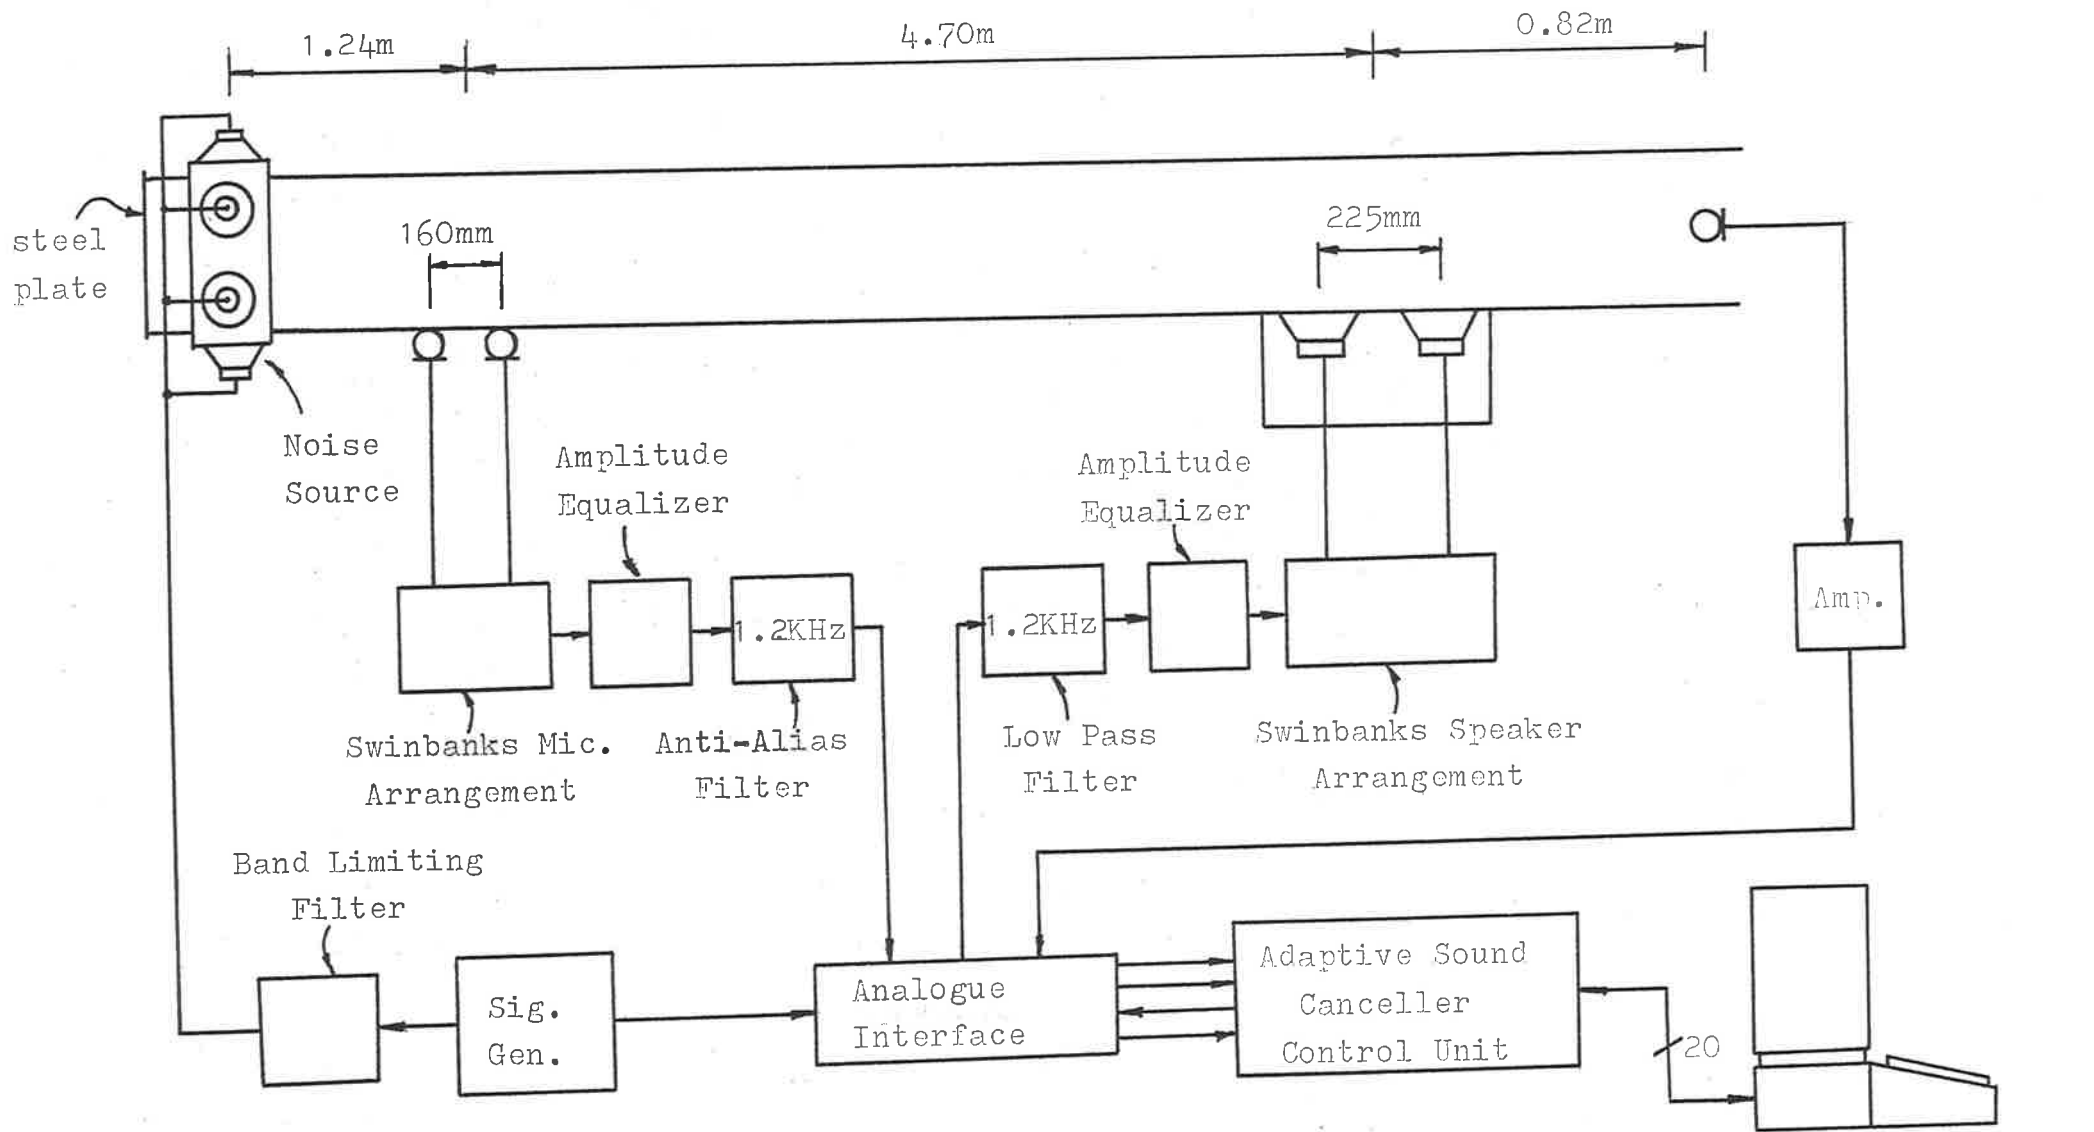 1.24m
4.70m
0.82m
steel
plate
160mm
225mm
Noise
Source
Amplitude
Equalizer
Amplitude
Equalizer
1.2KHz
1.2KHz
Amp.
Swinbanks Mic.
Arrangement
Anti-Alias
Filter
Low Pass
Filter
Swinbanks Speaker
Arrangement
Band Limiting
Filter
Sig.
Gen.
Analogue
Interface
Adaptive Sound
Canceller
Control Unit
20